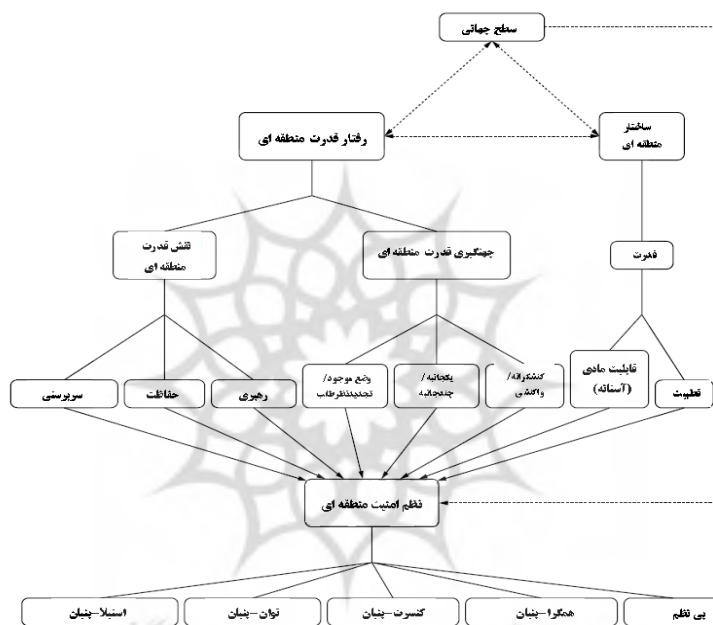 سطح جهانی
ساختار
منطقه ای
رفتار قدرت منطقه ای
قدرت
جهتگیری قدرت منطقه ای
نقش قدرت
منطقه ای
قطبیت
قابلیت مادی
(آستانه)
کنشگرانه/
واکنشی
یکجانبه/
چندجانبه
وضع موجود/
تجدیدنظرطلب
رهبری
حفاظت
سرپرستی
نظم امنیت منطقه ای
بی نظم
همگرا-بنیان
کنسرت-بنیان
توان-بنیان
استیلا-بنیان